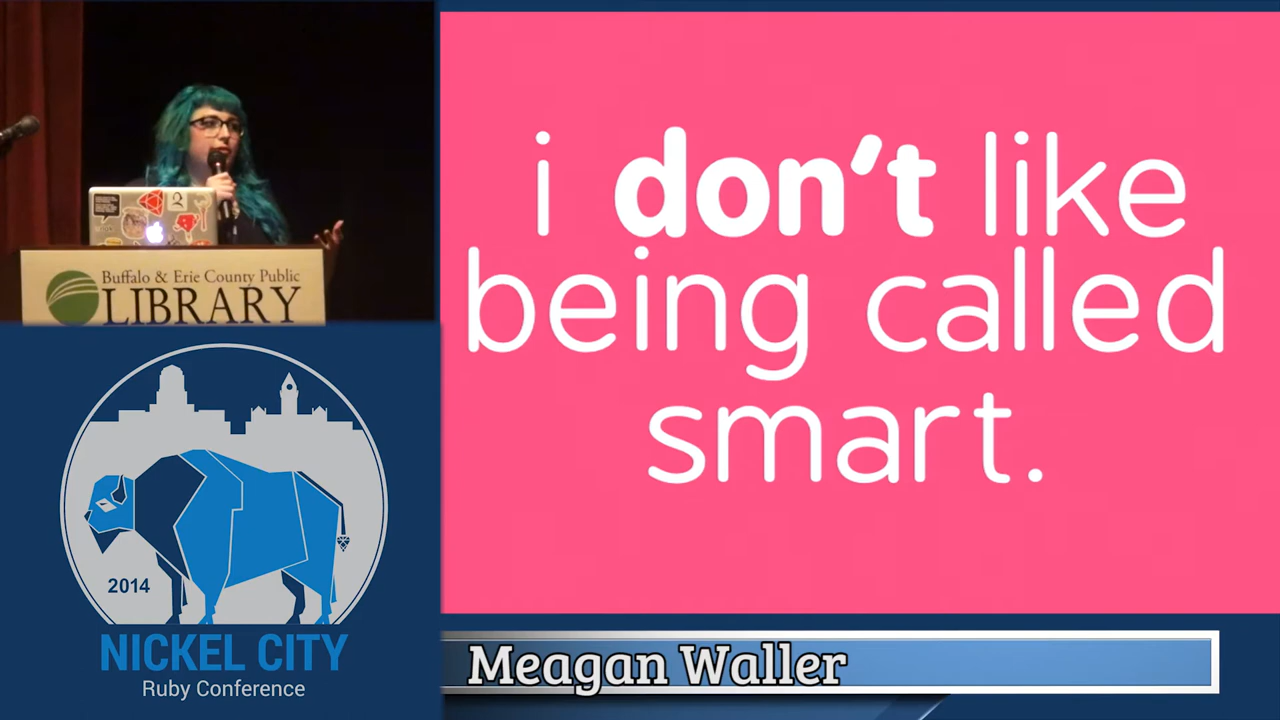 i don't like
being called
smart.
Buffalo & Erie County Public
LIBRARY
2014
NICKEL CITY
Ruby Conference
Meagan Waller